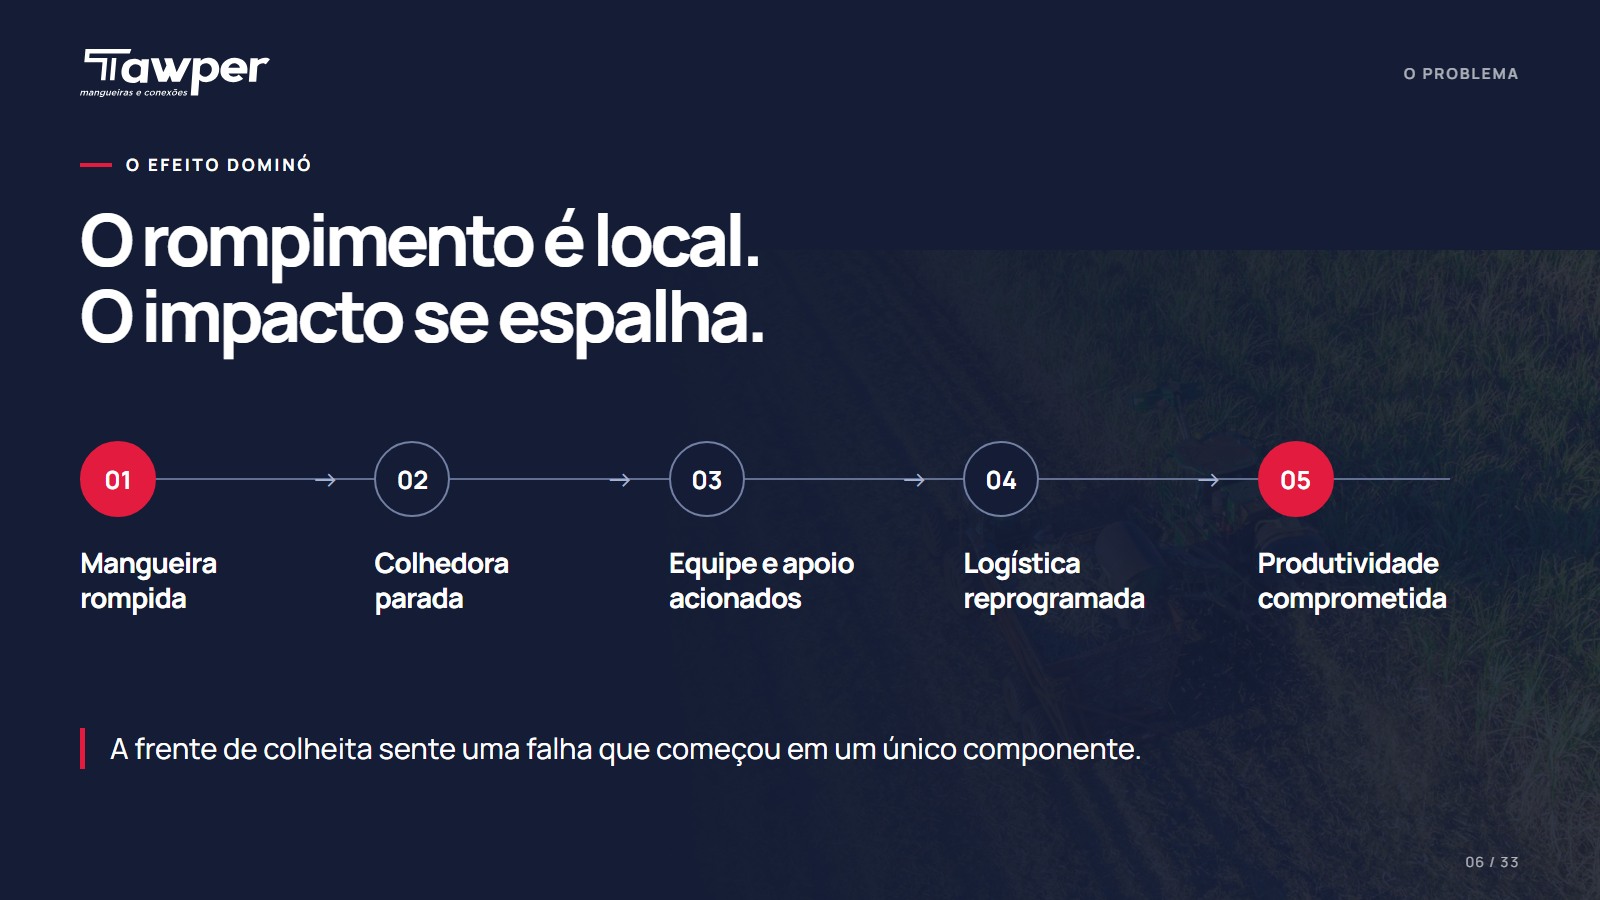 Tawper
mangueiras e conexões
O PROBLEMA
O EFEITO DOMINÓ
O rompimento é local.
O impacto se espalha.
01 → 02 → 03 → 04 → 05
Mangueira
rompida
Colhedora
parada
Equipe e apoio
acionados
Logística
reprogramada
Produtividade
comprometida
A frente de colheita sente uma falha que começou em um único componente.
06 / 33